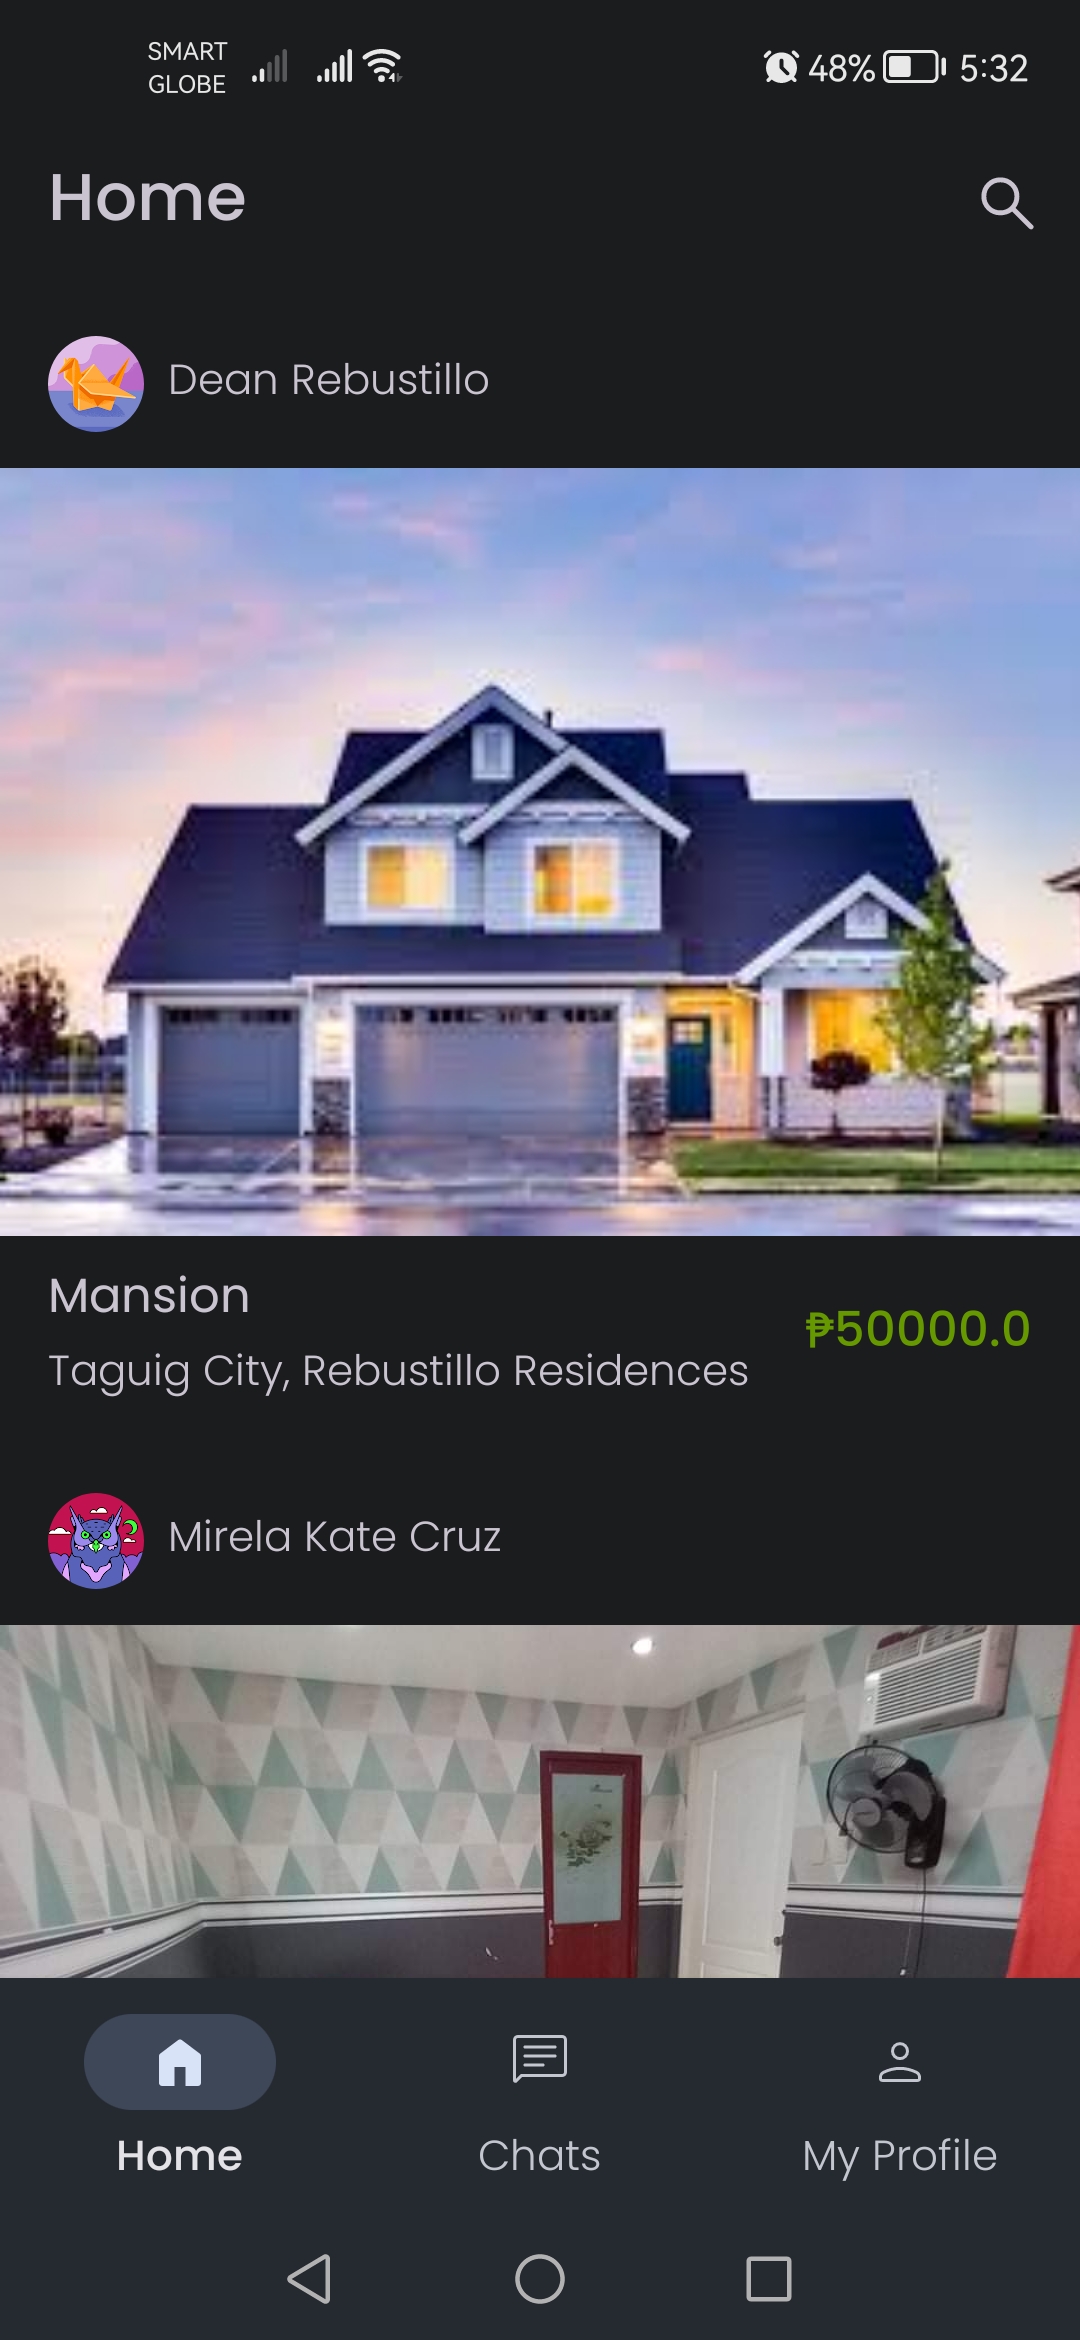 SMART
GLOBE
48% 5:32
Home
Dean Rebustillo
Mansion
₱50000.0
Taguig City, Rebustillo Residences
Mirela Kate Cruz
Home
Chats
My Profile